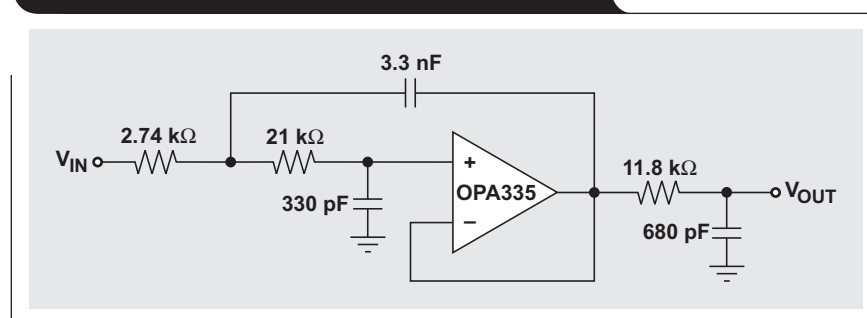 3.3 nF
2.74 kΩ
21 kΩ
V_IN
+
OPA335
–
330 pF
11.8 kΩ
V_OUT
680 pF